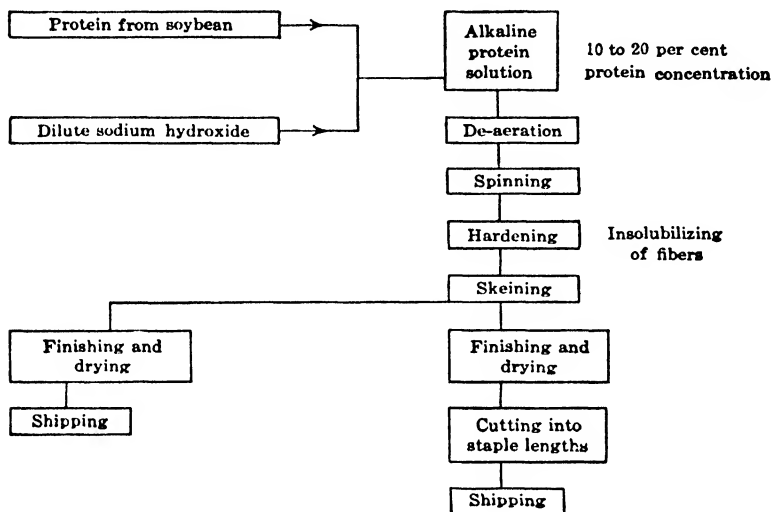 Protein from soybean
Dilute sodium hydroxide
Alkaline
protein
solution
10 to 20 per cent
protein concentration
De-aeration
Spinning
Hardening
Insolubilizing
of fibers
Skeining
Finishing and
drying
Shipping
Finishing and
drying
Cutting into
staple lengths
Shipping